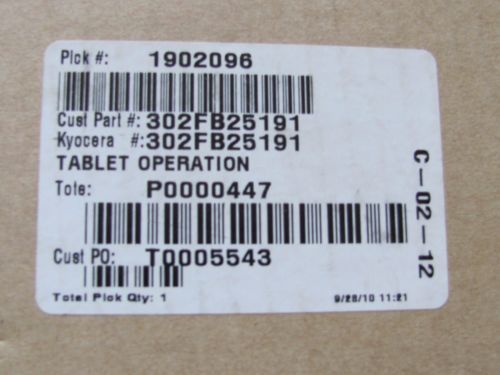 Pick #: 1902096
Cust Part #: 302FB25191
Kyocera #: 302FB25191
TABLET OPERATION
Tote: P0000447
Cust PO: T0005543
Total Pick Qty: 1
9/28/10 11:21
C-02-12